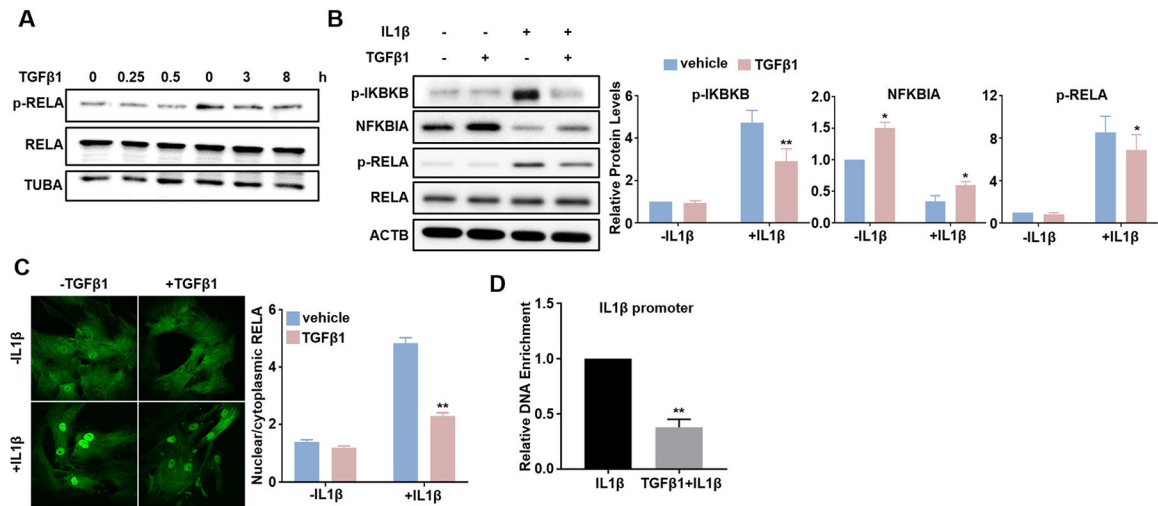 A
TGFβ1 0 0.25 0.5 0 3 8 h
p-RELA
RELA
TUBA
B
IL1β - - + +
TGFβ1 - + - +
p-IKBKB
NFKBIA
p-RELA
RELA
ACTB
vehicle TGFβ1
Relative Protein Levels
p-IKBKB
6
4
2
0
**
-IL1β +IL1β
NFKBIA
2.0
1.5
1.0
0.5
0.0
*
*
-IL1β +IL1β
p-RELA
12
8
4
0
*
-IL1β +IL1β
C
-TGFβ1 +TGFβ1
-IL1β
+IL1β
Nuclear/cytoplasmic RELA
6
4
2
0
vehicle
TGFβ1
**
-IL1β +IL1β
D
Relative DNA Enrichment
1.5
1.0
0.5
0.0
IL1β promoter
**
IL1β TGFβ1+IL1β